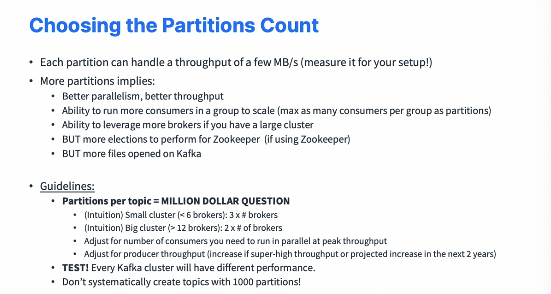 Choosing the Partitions Count
• Each partition can handle a throughput of a few MB/s (measure it for your setup!)
• More partitions implies:
• Better parallelism, better throughput
• Ability to run more consumers in a group to scale (max as many consumers per group as partitions)
• Ability to leverage more brokers if you have a large cluster
• BUT more elections to perform for Zookeeper (if using Zookeeper)
• BUT more files opened on Kafka
• Guidelines:
• Partitions per topic = MILLION DOLLAR QUESTION
• (Intuition) Small cluster (< 6 brokers): 3 x # brokers
• (Intuition) Big cluster (> 12 brokers): 2 x # of brokers
• Adjust for number of consumers you need to run in parallel at peak throughput
• Adjust for producer throughput (increase if super-high throughput or projected increase in the next 2 years)
• TEST! Every Kafka cluster will have different performance.
• Don't systematically create topics with 1000 partitions!